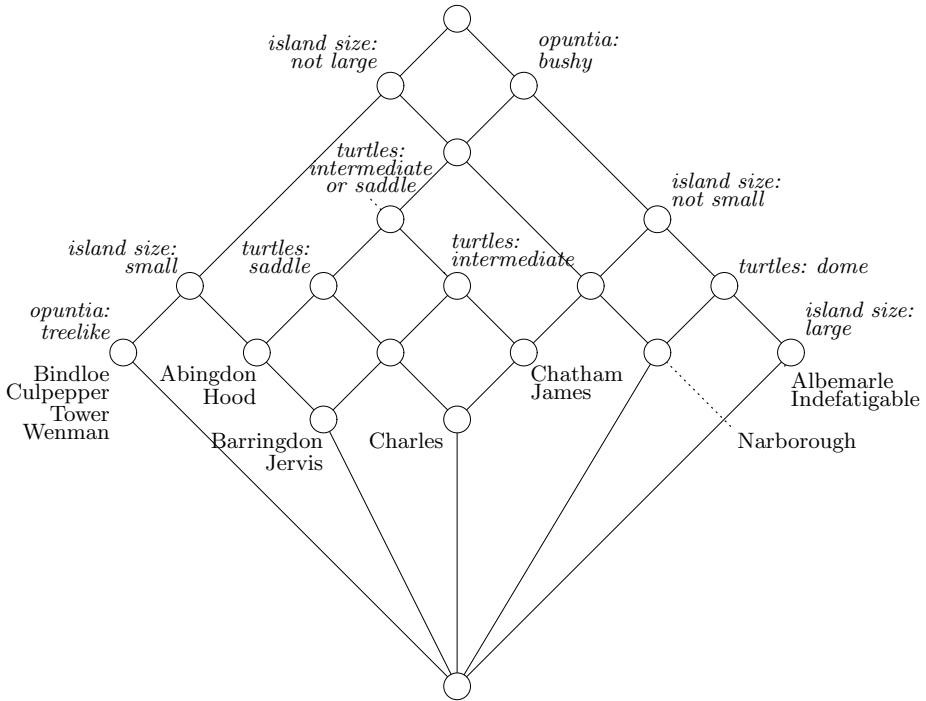 island size:
not large
opuntia:
bushy
turtles:
intermediate
or saddle
island size:
not small
island size:
small
turtles:
saddle
turtles:
intermediate
turtles: dome
opuntia:
treelike
island size:
large
Bindloe
Culpepper
Tower
Wenman
Abingdon
Hood
Chatham
James
Albemarle
Indefatigable
Barringdon
Jervis
Charles
Narborough